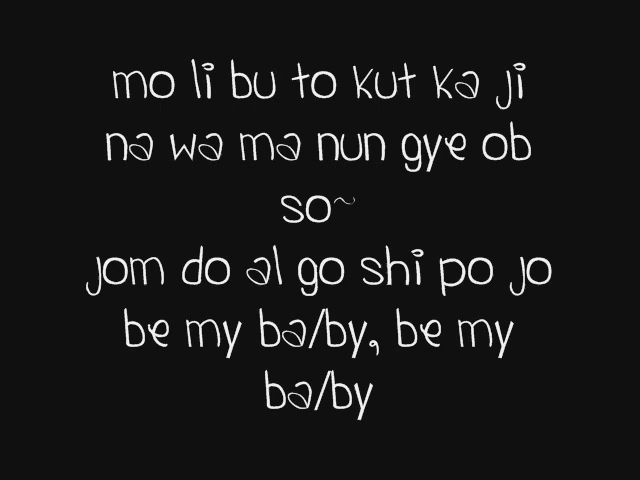 mo li bu to kut ka ji
na wa ma nun gye ob
so~
jom do al go shi po jo
be my ba/by, be my
ba/by